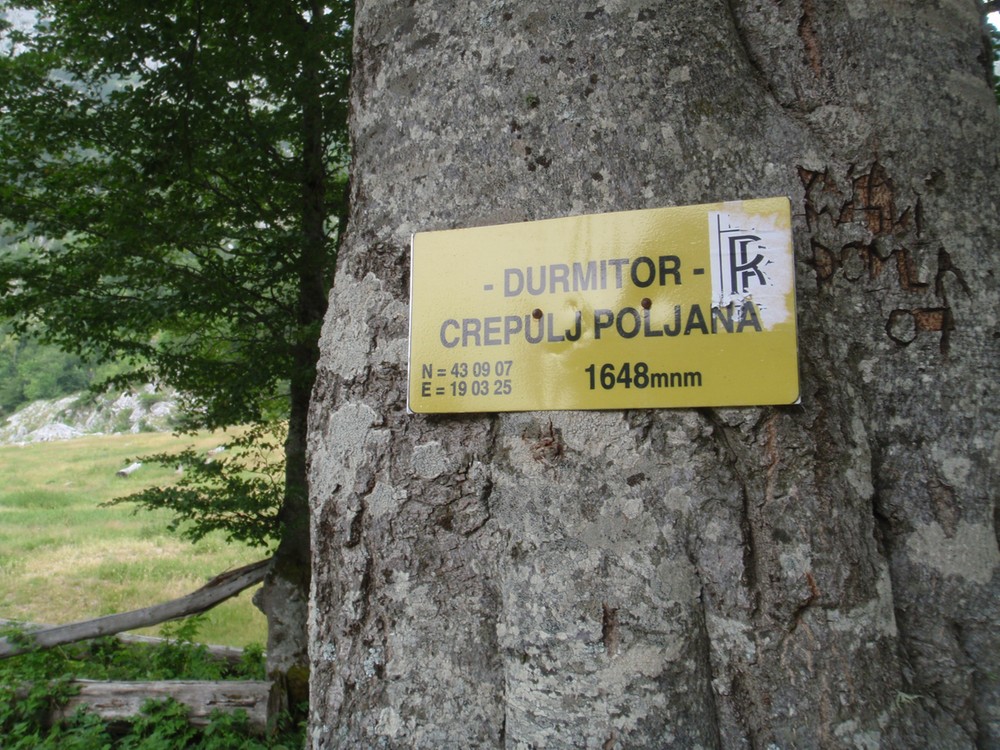 - DURMITOR -
CREPULJ POLJANA
N = 43 09 07
E = 19 03 25
1648mnm